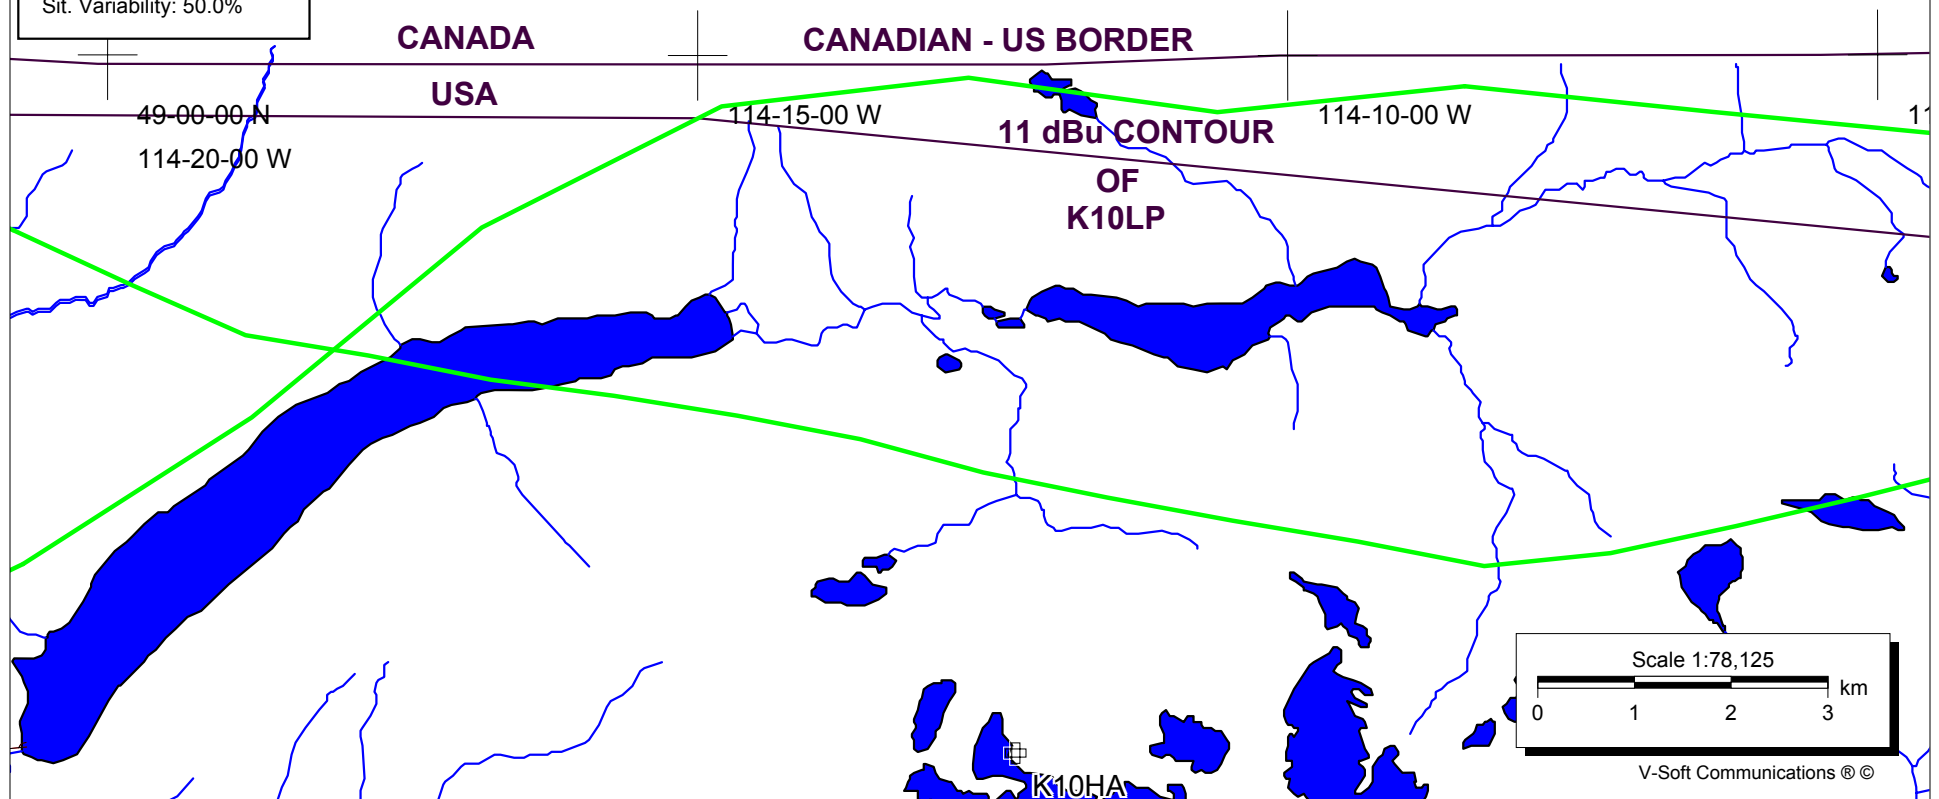 Sit. Variability: 50.0%
CANADA
CANADIAN - US BORDER
USA
49-00-00 N
114-15-00 W
114-10-00 W
11
11 dBu CONTOUR
114-20-00 W
OF
K10LP
Scale 1:78,125
km
0 1 2 3
V-Soft Communications ® ©
K10HA